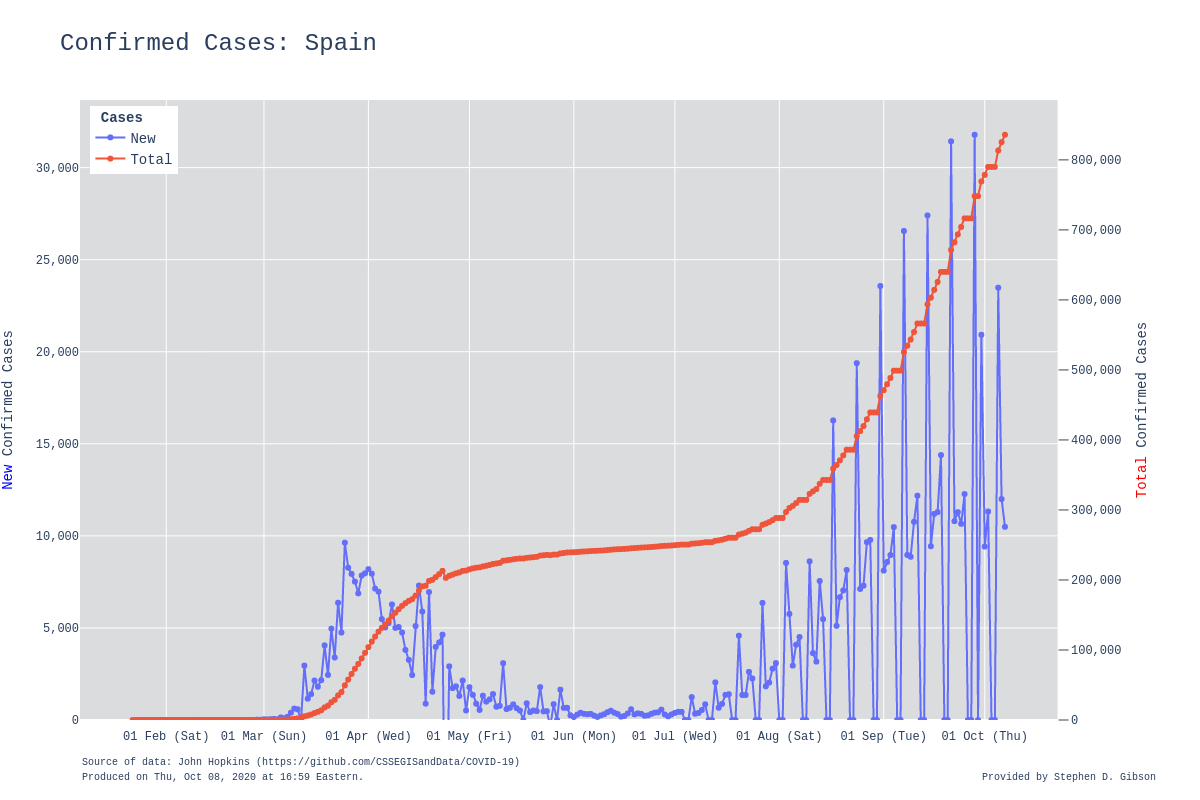 Confirmed Cases: Spain
Cases
New
Total
30,000
25,000
20,000
15,000
10,000
5,000
0
800,000
700,000
600,000
500,000
400,000
300,000
200,000
100,000
0
New Confirmed Cases
Total Confirmed Cases
01 Feb (Sat) 01 Mar (Sun) 01 Apr (Wed) 01 May (Fri) 01 Jun (Mon) 01 Jul (Wed) 01 Aug (Sat) 01 Sep (Tue) 01 Oct (Thu)
Source of data: John Hopkins (https://github.com/CSSEGISandData/COVID-19)
Produced on Thu, Oct 08, 2020 at 16:59 Eastern.
Provided by Stephen D. Gibson